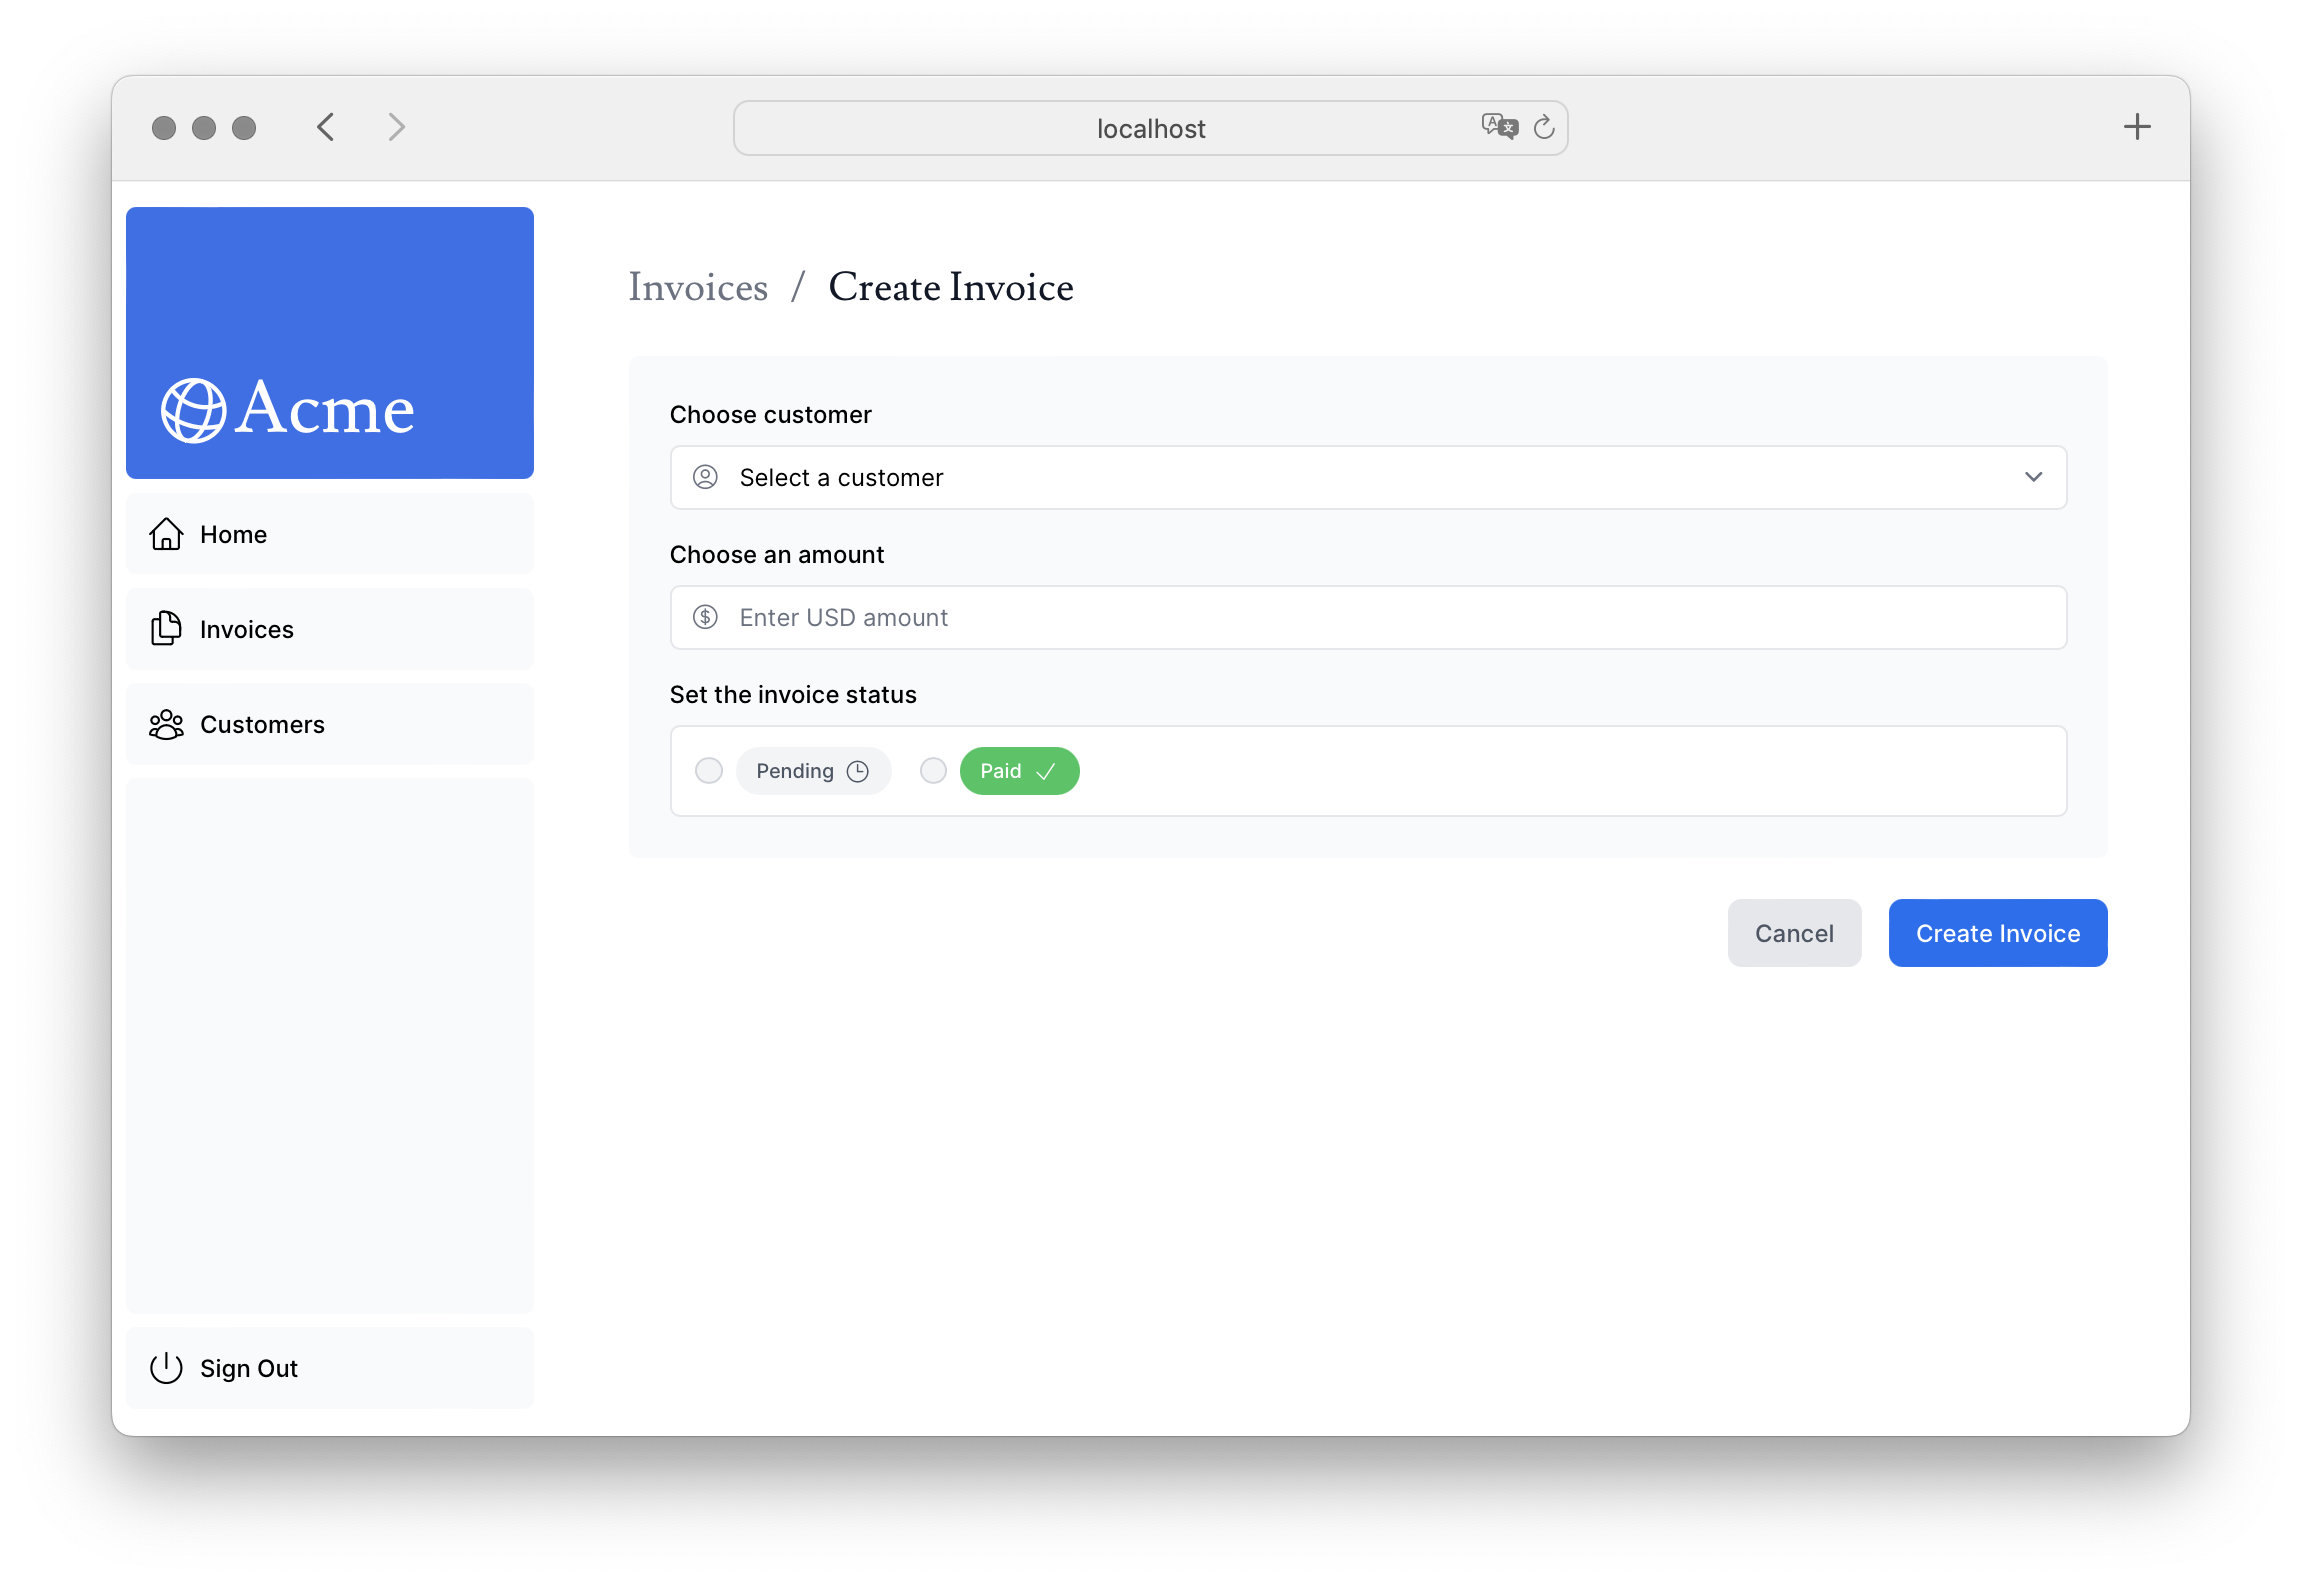 localhost
Acme
Home
Invoices
Customers
Sign Out
Invoices / Create Invoice
Choose customer
Select a customer
Choose an amount
$ Enter USD amount
Set the invoice status
Pending
Paid
Cancel
Create Invoice